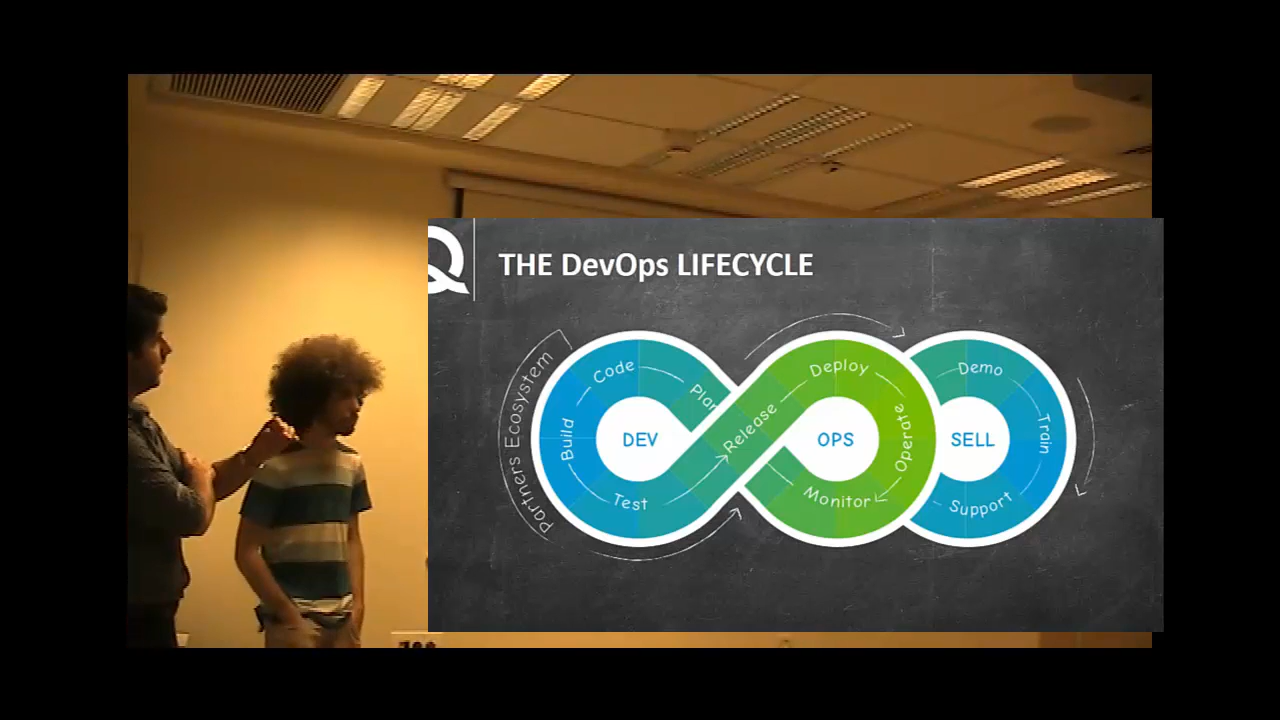 THE DevOps LIFECYCLE
Partners Ecosystem
Code
Plan
Build
DEV
Test
Release
Deploy
OPS
Operate
Monitor
Demo
SELL
Train
Support